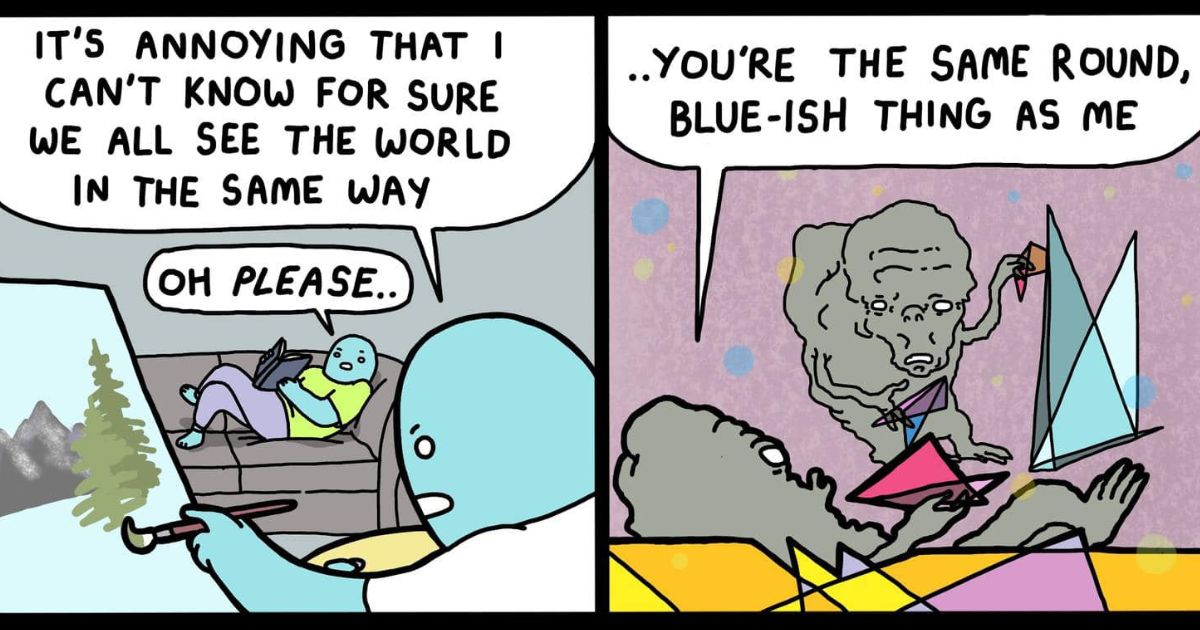 IT'S ANNOYING THAT I
CAN'T KNOW FOR SURE
WE ALL SEE THE WORLD
IN THE SAME WAY
OH PLEASE..
..YOU'RE THE SAME ROUND,
BLUE-ISH THING AS ME